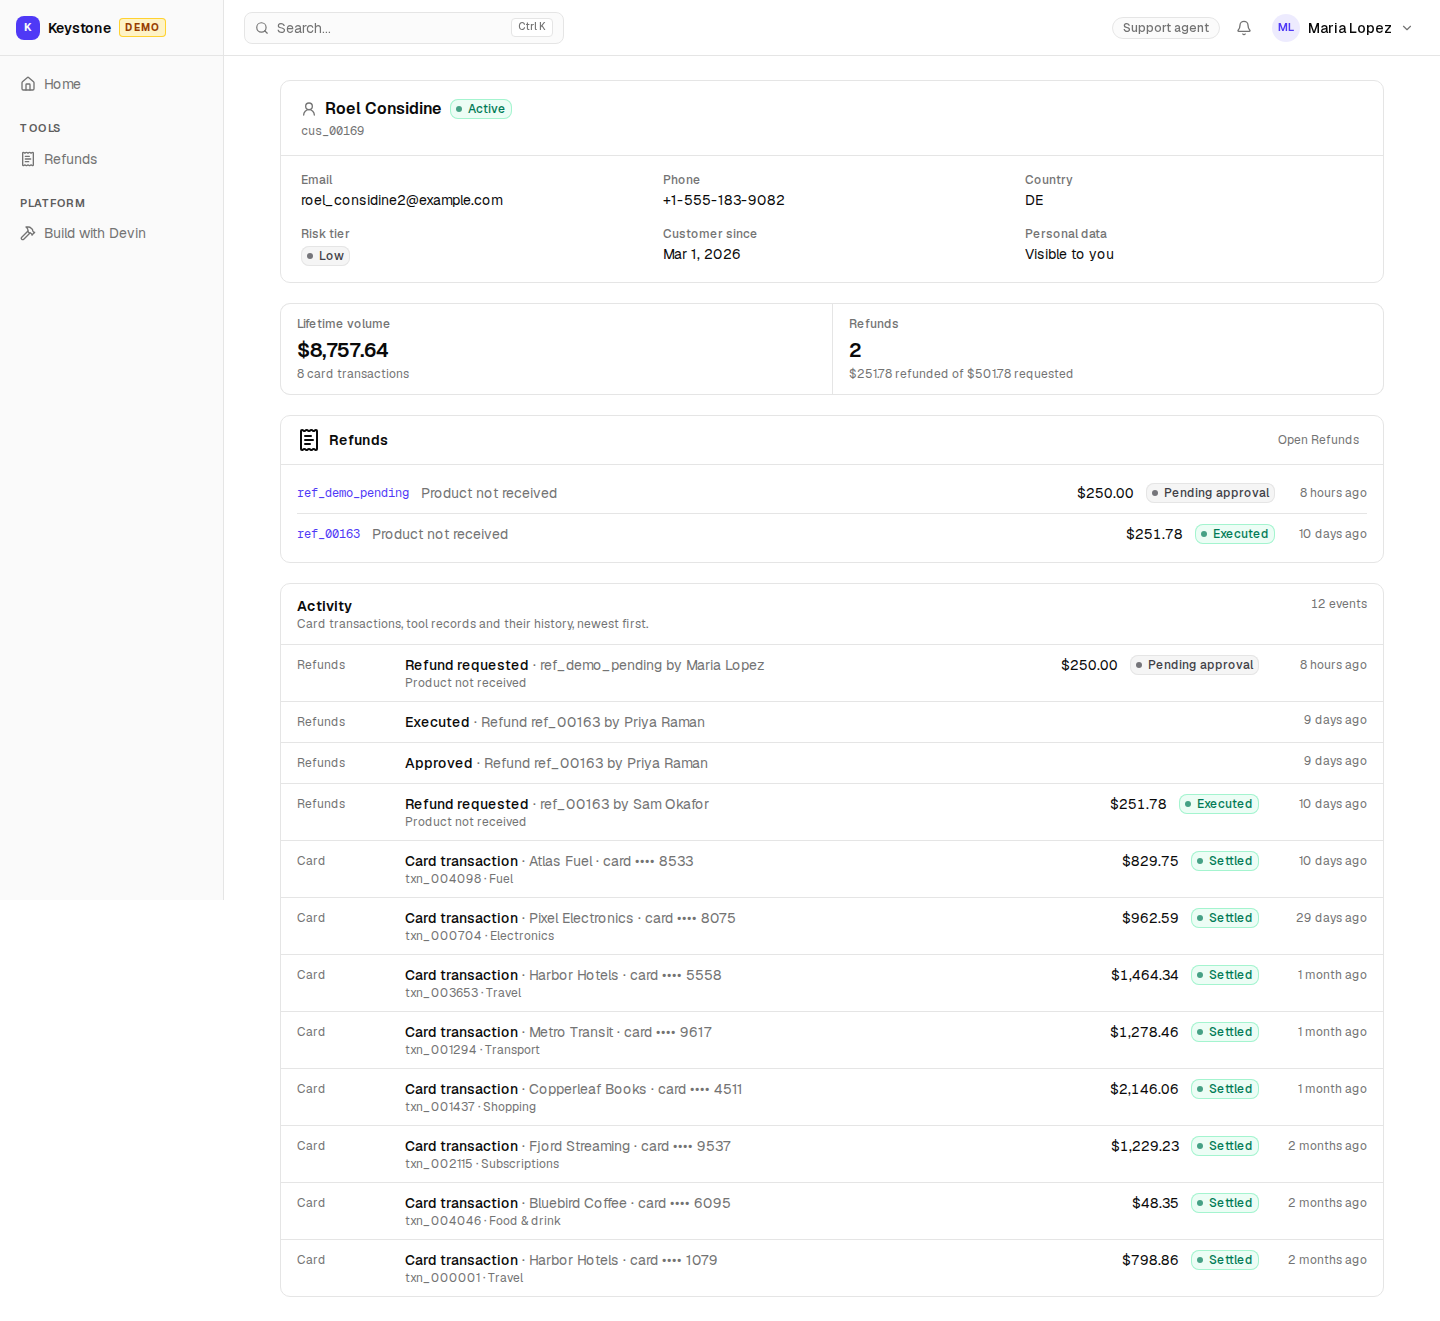 K Keystone DEMO
Search...
Ctrl K
Support agent
ML Maria Lopez
Home
TOOLS
Refunds
PLATFORM
Build with Devin
Roel Considine Active
cus_00169
Email
roel_considine2@example.com
Phone
+1-555-183-9082
Country
DE
Risk tier
Low
Customer since
Mar 1, 2026
Personal data
Visible to you
Lifetime volume
$8,757.64
8 card transactions
Refunds
2
$251.78 refunded of $501.78 requested
Refunds Open Refunds
ref_demo_pending Product not received $250.00 Pending approval 8 hours ago
ref_00163 Product not received $251.78 Executed 10 days ago
Activity 12 events
Card transactions, tool records and their history, newest first.
Refunds Refund requested · ref_demo_pending by Maria Lopez $250.00 Pending approval 8 hours ago
Product not received
Refunds Executed · Refund ref_00163 by Priya Raman 9 days ago
Refunds Approved · Refund ref_00163 by Priya Raman 9 days ago
Refunds Refund requested · ref_00163 by Sam Okafor $251.78 Executed 10 days ago
Product not received
Card Card transaction · Atlas Fuel · card •••• 8533 $829.75 Settled 10 days ago
txn_004098 · Fuel
Card Card transaction · Pixel Electronics · card •••• 8075 $962.59 Settled 29 days ago
txn_000704 · Electronics
Card Card transaction · Harbor Hotels · card •••• 5558 $1,464.34 Settled 1 month ago
txn_003653 · Travel
Card Card transaction · Metro Transit · card •••• 9617 $1,278.46 Settled 1 month ago
txn_001294 · Transport
Card Card transaction · Copperleaf Books · card •••• 4511 $2,146.06 Settled 1 month ago
txn_001437 · Shopping
Card Card transaction · Fjord Streaming · card •••• 9537 $1,229.23 Settled 2 months ago
txn_002115 · Subscriptions
Card Card transaction · Bluebird Coffee · card •••• 6095 $48.35 Settled 2 months ago
txn_004046 · Food & drink
Card Card transaction · Harbor Hotels · card •••• 1079 $798.86 Settled 2 months ago
txn_000001 · Travel